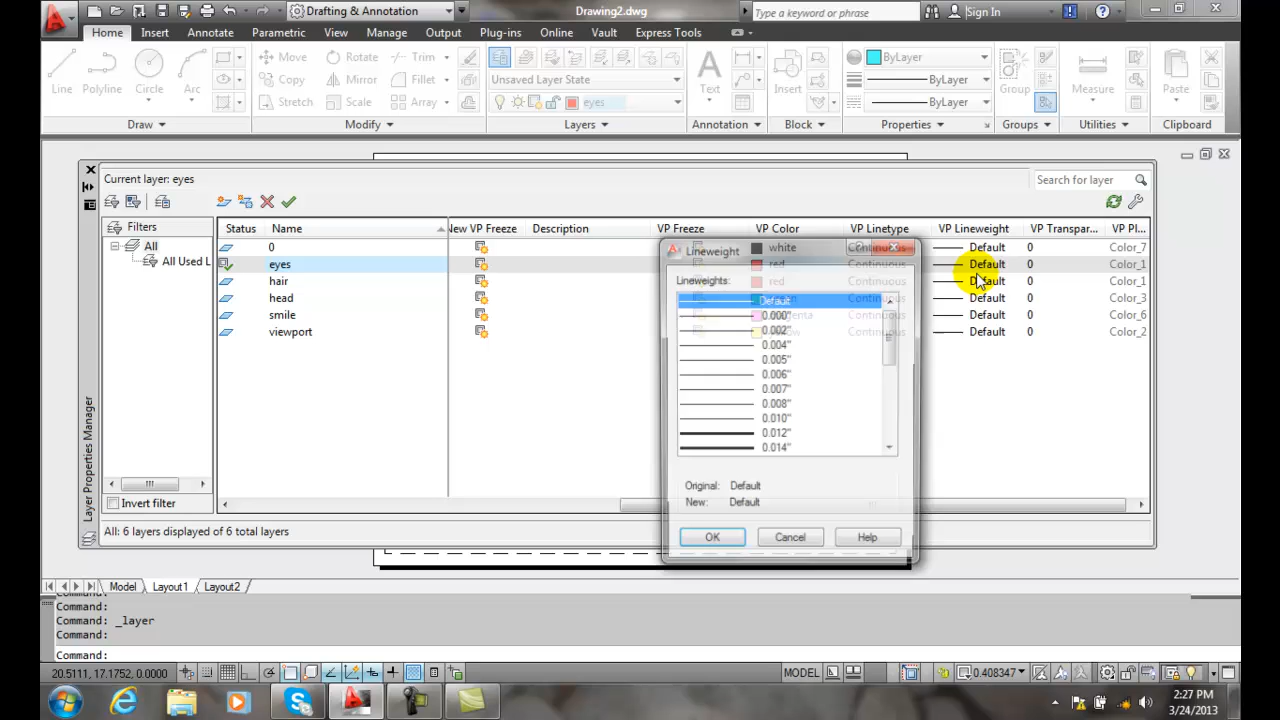 Drafting & Annotation
Drawing2.dwg
Type a keyword or phrase
Sign In
Home Insert Annotate Parametric View Manage Output Plug-ins Online Vault Express Tools
Line Polyline Circle Arc
Move Rotate Trim
Copy Mirror Fillet
Stretch Scale Array
Unsaved Layer State
eyes
Text
Insert
ByLayer
ByLayer
ByLayer
Group
Measure
Paste
Draw Modify Layers Annotation Block Properties Groups Utilities Clipboard
Current layer: eyes
Search for layer
Filters
All
All Used L
Invert filter
Status Name New VP Freeze Description VP Freeze VP Color VP Linetype VP Lineweight VP Transpar... VP Pl...
0 white Continuous Default 0 Color_7
eyes red Continuous Default 0 Color_1
hair red Continuous Default 0 Color_1
head Continuous Default 0 Color_3
smile Continuous Default 0 Color_6
viewport Continuous Default 0 Color_2
Lineweight
Lineweights:
Default
0.000"
0.002"
0.004"
0.005"
0.006"
0.007"
0.008"
0.010"
0.012"
0.014"
Original: Default
New: Default
OK Cancel Help
Layer Properties Manager
All: 6 layers displayed of 6 total layers
Model Layout1 Layout2
Command:
Command: _layer
Command:
Command:
20.5111, 17.1752, 0.0000
MODEL
0.408347
2:27 PM
3/24/2013